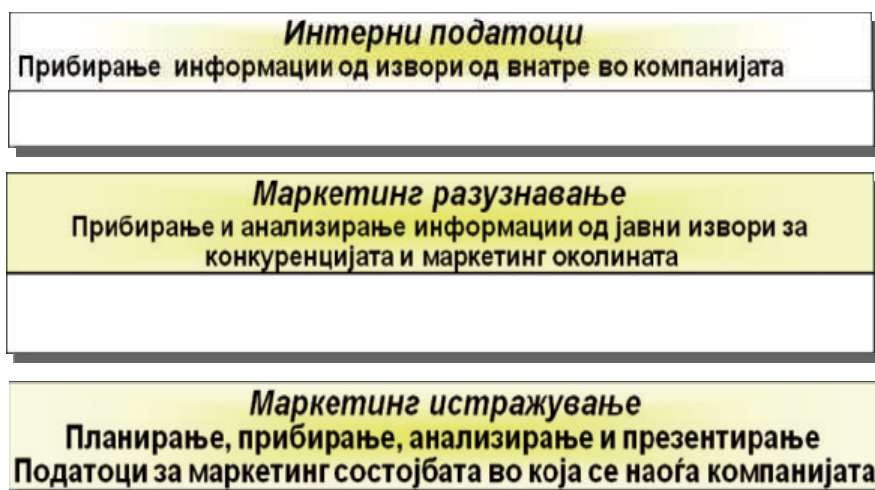 Интерни податоци
Прибирање информации од извори од внатре во компанијата
Маркетинг разузнавање
Прибирање и анализирање информации од јавни извори за
конкуренцијата и маркетинг околината
Маркетинг истражување
Планирање, прибирање, анализирање и презентирање
Податоци за маркетинг состојбата во која се наоѓа компанијата